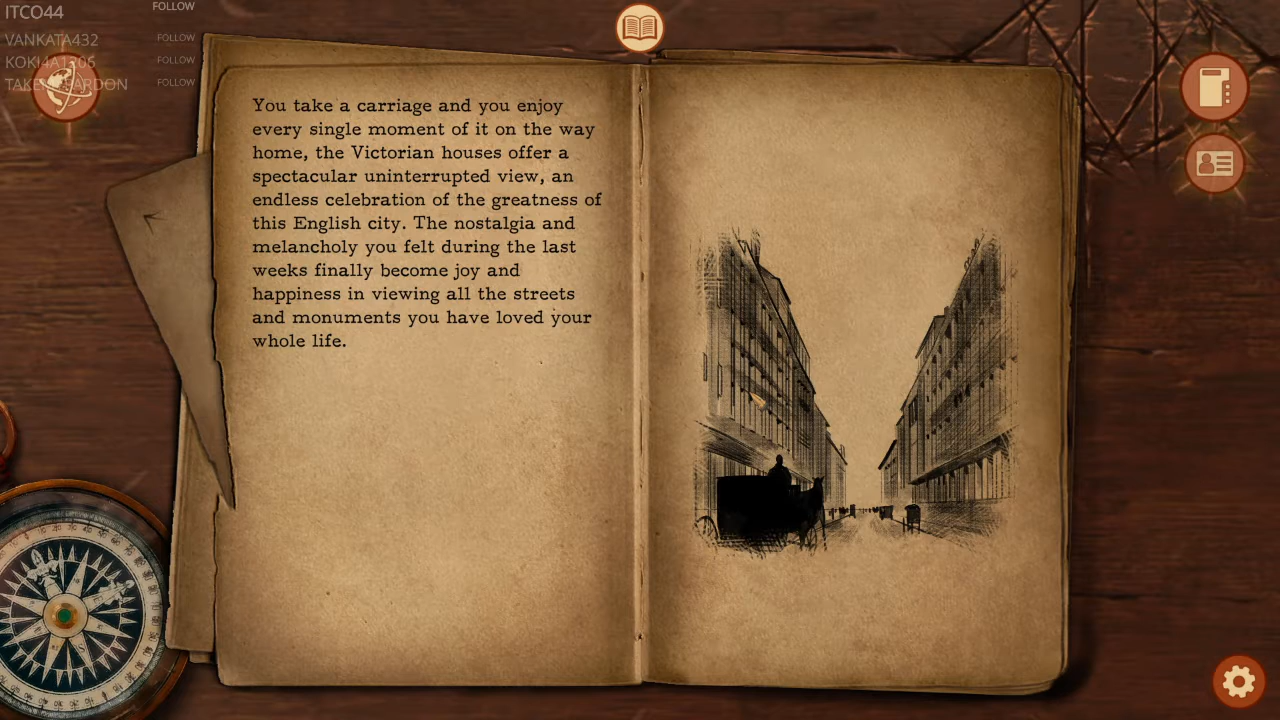 ITCO44 FOLLOW
VANKATA432 FOLLOW
FOLLOW
FOLLOW
You take a carriage and you enjoy
every single moment of it on the way
home, the Victorian houses offer a
spectacular uninterrupted view, an
endless celebration of the greatness of
this English city. The nostalgia and
melancholy you felt during the last
weeks finally become joy and
happiness in viewing all the streets
and monuments you have loved your
whole life.